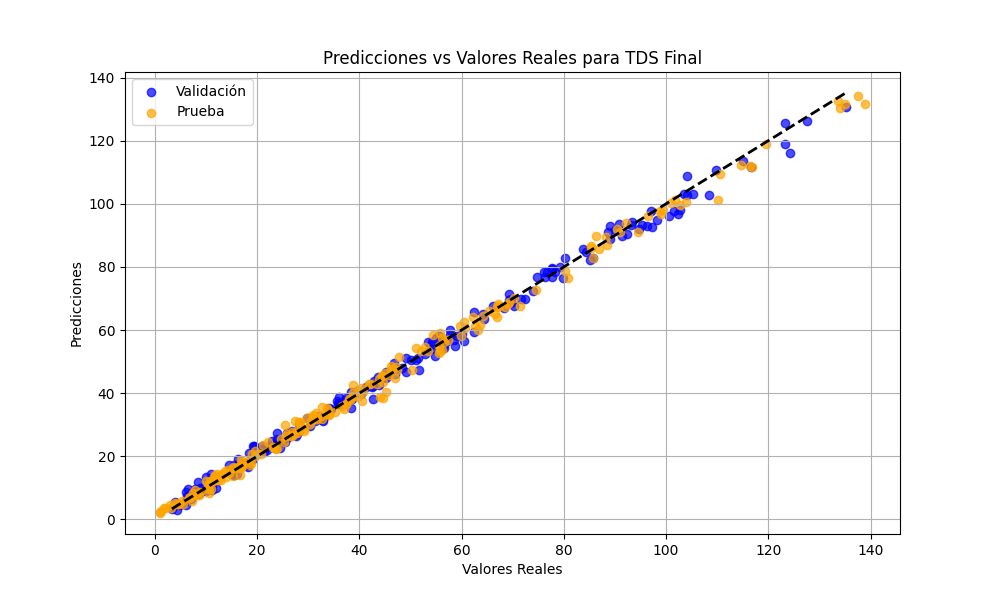 Predicciones vs Valores Reales para TDS Final
Validación
Prueba
140
120
100
80
60
40
20
0
Predicciones
0 20 40 60 80 100 120 140
Valores Reales